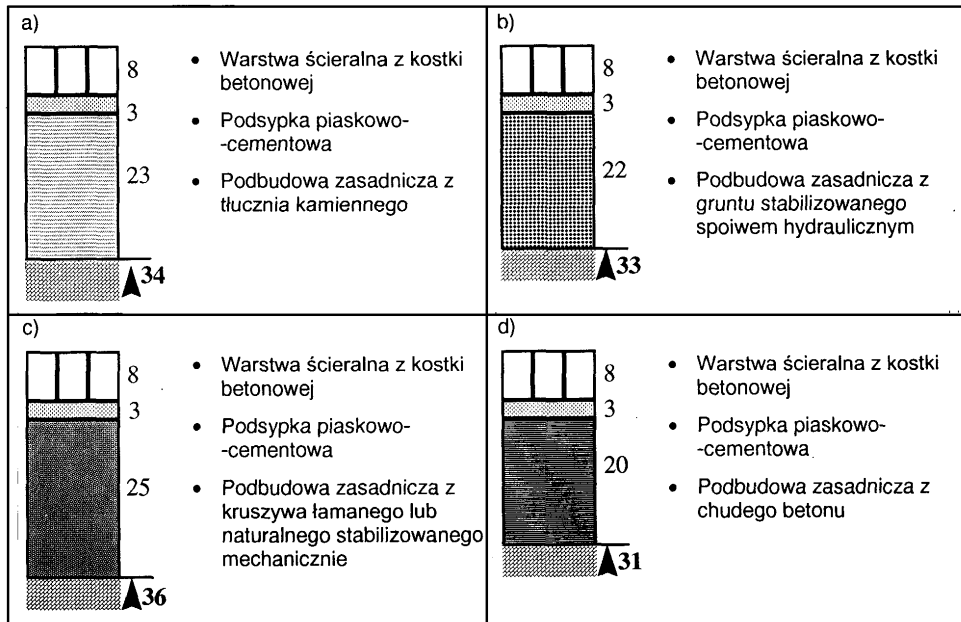 a)
8
3
23
34
• Warstwa ścieralna z kostki
betonowej
• Podsypka piaskowo-
-cementowa
• Podbudowa zasadnicza z
tłucznia kamiennego
b)
8
3
22
33
• Warstwa ścieralna z kostki
betonowej
• Podsypka piaskowo-
-cementowa
• Podbudowa zasadnicza z
gruntu stabilizowanego
spoiwem hydraulicznym
c)
8
3
25
36
• Warstwa ścieralna z kostki
betonowej
• Podsypka piaskowo-
-cementowa
• Podbudowa zasadnicza z
kruszywa łamanego lub
naturalnego stabilizowanego
mechanicznie
d)
8
3
20
31
• Warstwa ścieralna z kostki
betonowej
• Podsypka piaskowo-
-cementowa
• Podbudowa zasadnicza z
chudego betonu